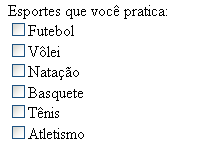 Esportes que você pratica:
Futebol
Vôlei
Natação
Basquete
Tênis
Atletismo